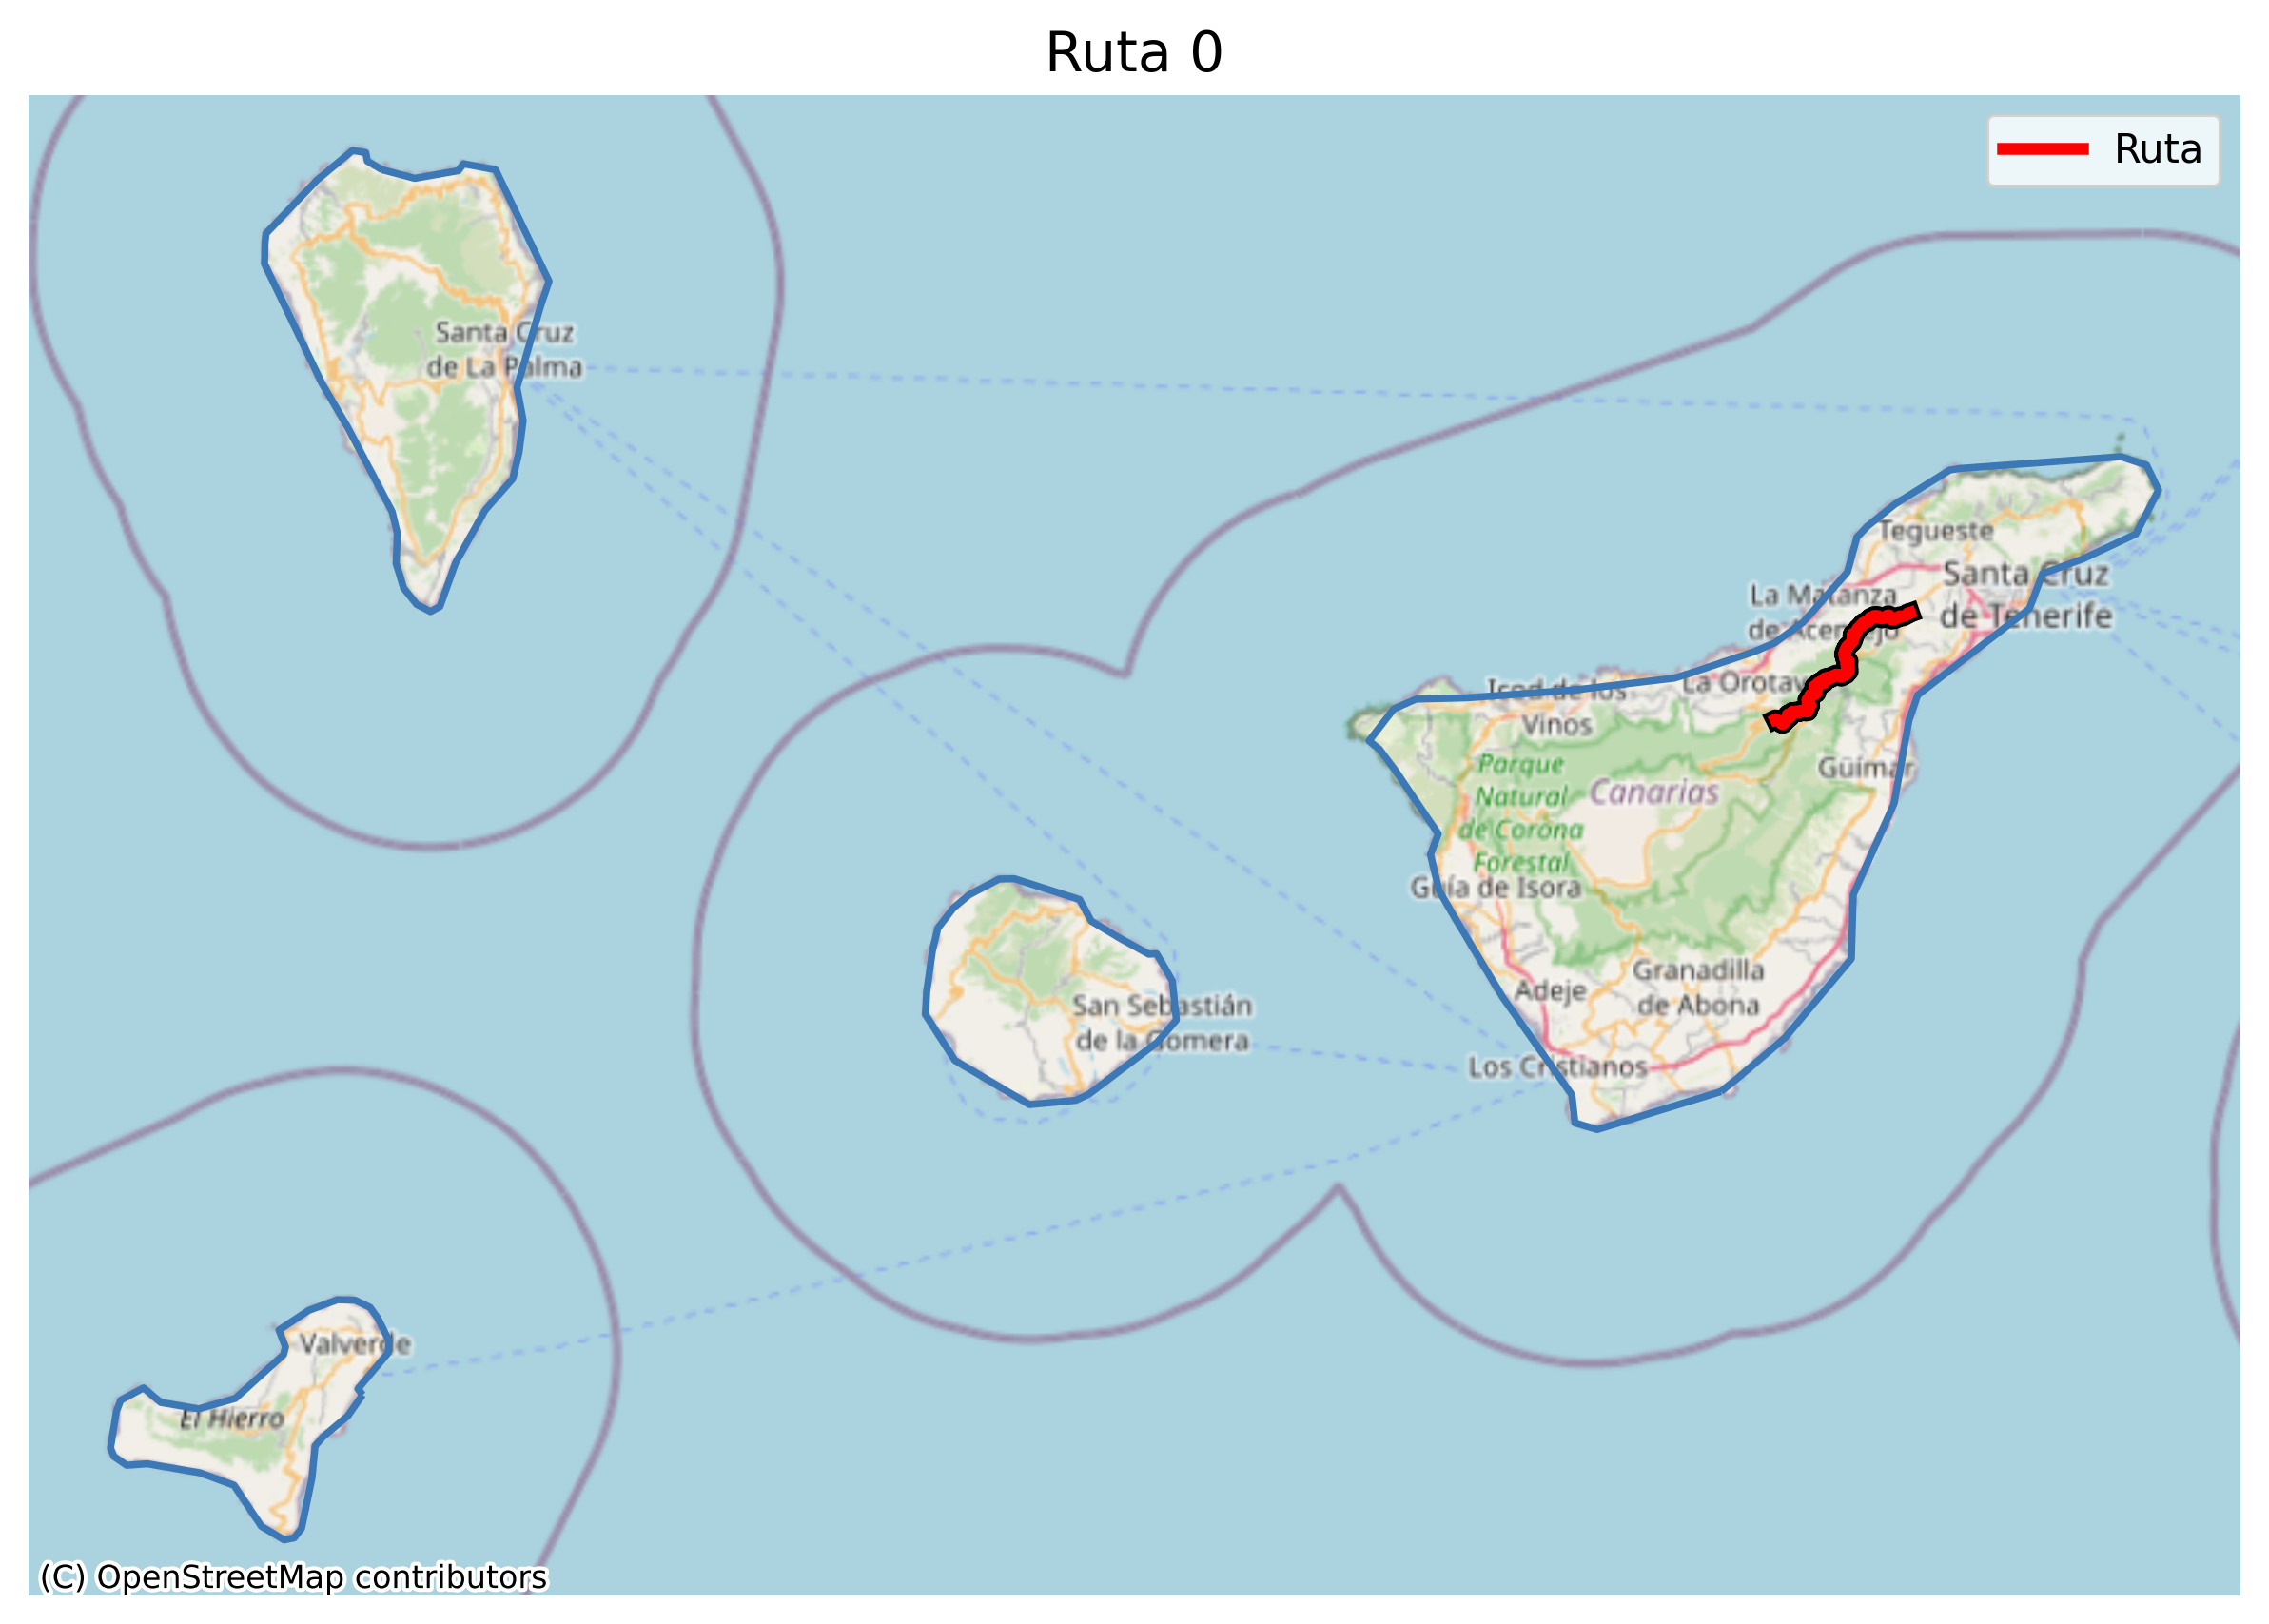 Ruta 0
Ruta
Santa Cruz
de La Palma
Tegueste
Santa Cruz
de Tenerife
La Matanza
de Acentejo
La Orotava
Icod de los
Vinos
Güímar
Parque
Natural
de Corona
Forestal
Canarias
Guía de Isora
Granadilla
de Abona
Adeje
San Sebastián
de la Gomera
Los Cristianos
Valverde
El Hierro
(C) OpenStreetMap contributors